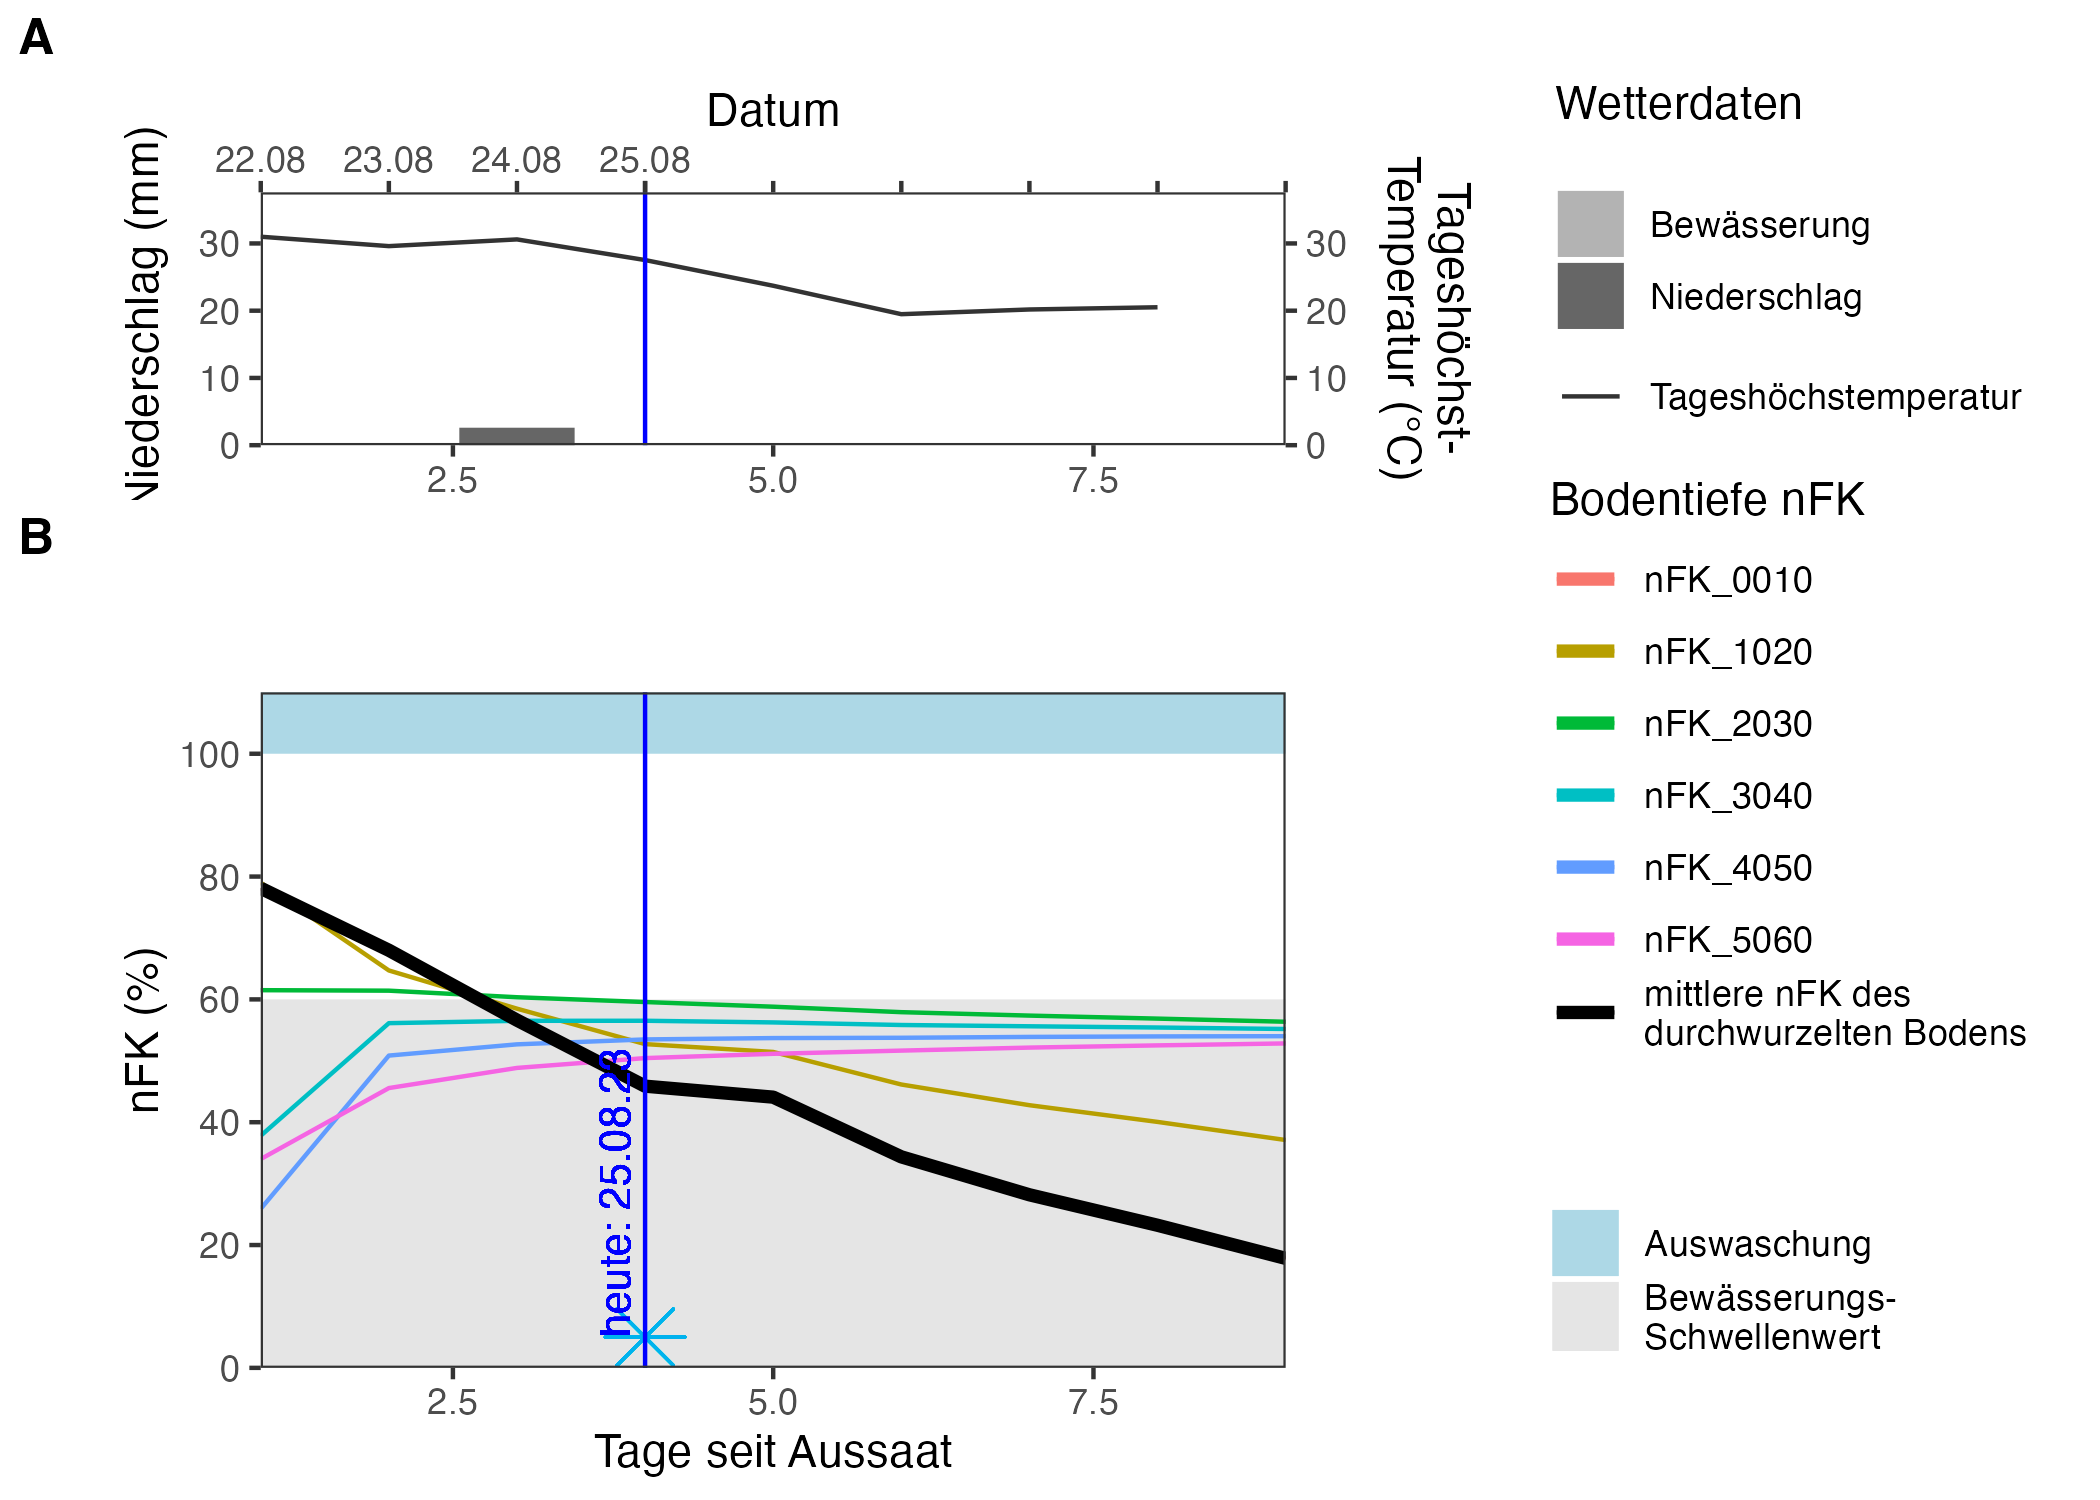 A
Datum
22.08 23.08 24.08 25.08
Niederschlag (mm)
30
20
10
0
30
20
10
0
Tageshöchst-
Temperatur (°C)
2.5 5.0 7.5
Wetterdaten
Bewässerung
Niederschlag
Tageshöchstemperatur
Bodentiefe nFK
nFK_0010
nFK_1020
nFK_2030
nFK_3040
nFK_4050
nFK_5060
mittlere nFK des
durchwurzelten Bodens
Auswaschung
Bewässerungs-
Schwellenwert
B
nFK (%)
100
80
60
40
20
0
heute: 25.08.23
2.5 5.0 7.5
Tage seit Aussaat